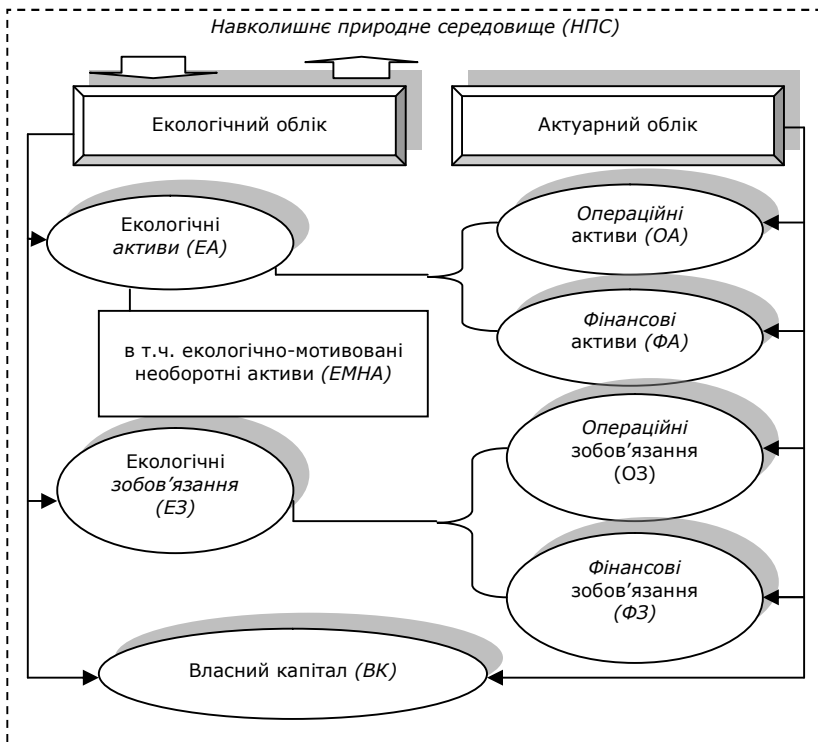 Навколишнє природне середовище (НПС)
Екологічний облік
Актуарний облік
Екологічні
активи (ЕА)
Операційні
активи (ОА)
Фінансові
активи (ФА)
в т.ч. екологічно-мотивовані
необоротні активи (ЕМНА)
Екологічні
зобов’язання
(ЕЗ)
Операційні
зобов’язання
(ОЗ)
Фінансові
зобов’язання
(ФЗ)
Власний капітал (ВК)